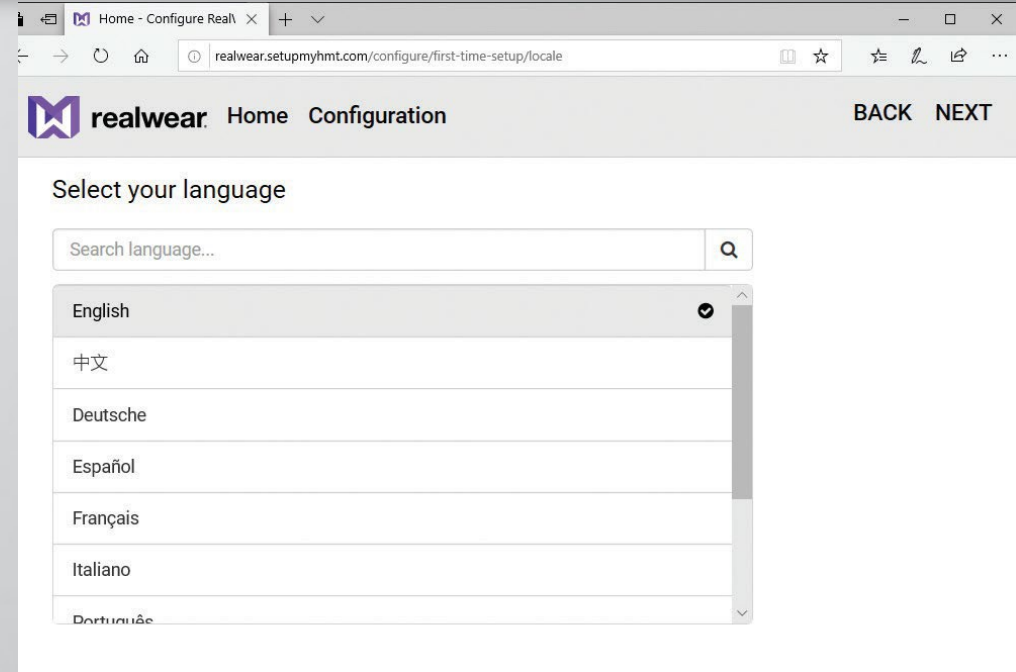 Home - Configure Real
realwear.setupmyhmt.com/configure/first-time-setup/locale
realwear Home Configuration BACK NEXT
Select your language
Search language...
English
中文
Deutsche
Español
Français
Italiano
Português